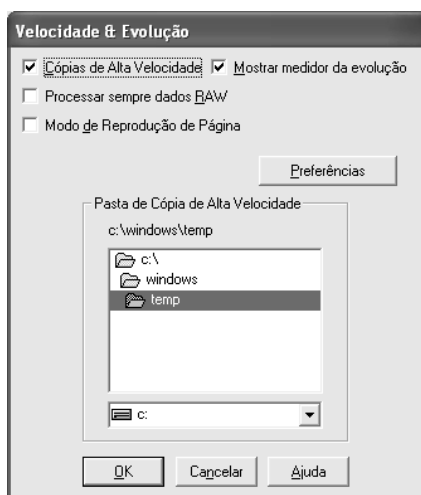 Velocidade & Evolução
Cópias de Alta Velocidade Mostrar medidor da evolução
Processar sempre dados RAW
Modo de Reprodução de Página
Preferências
Pasta de Cópia de Alta Velocidade
c:\windows\temp
c:\
windows
temp
c:
OK Cancelar Ajuda